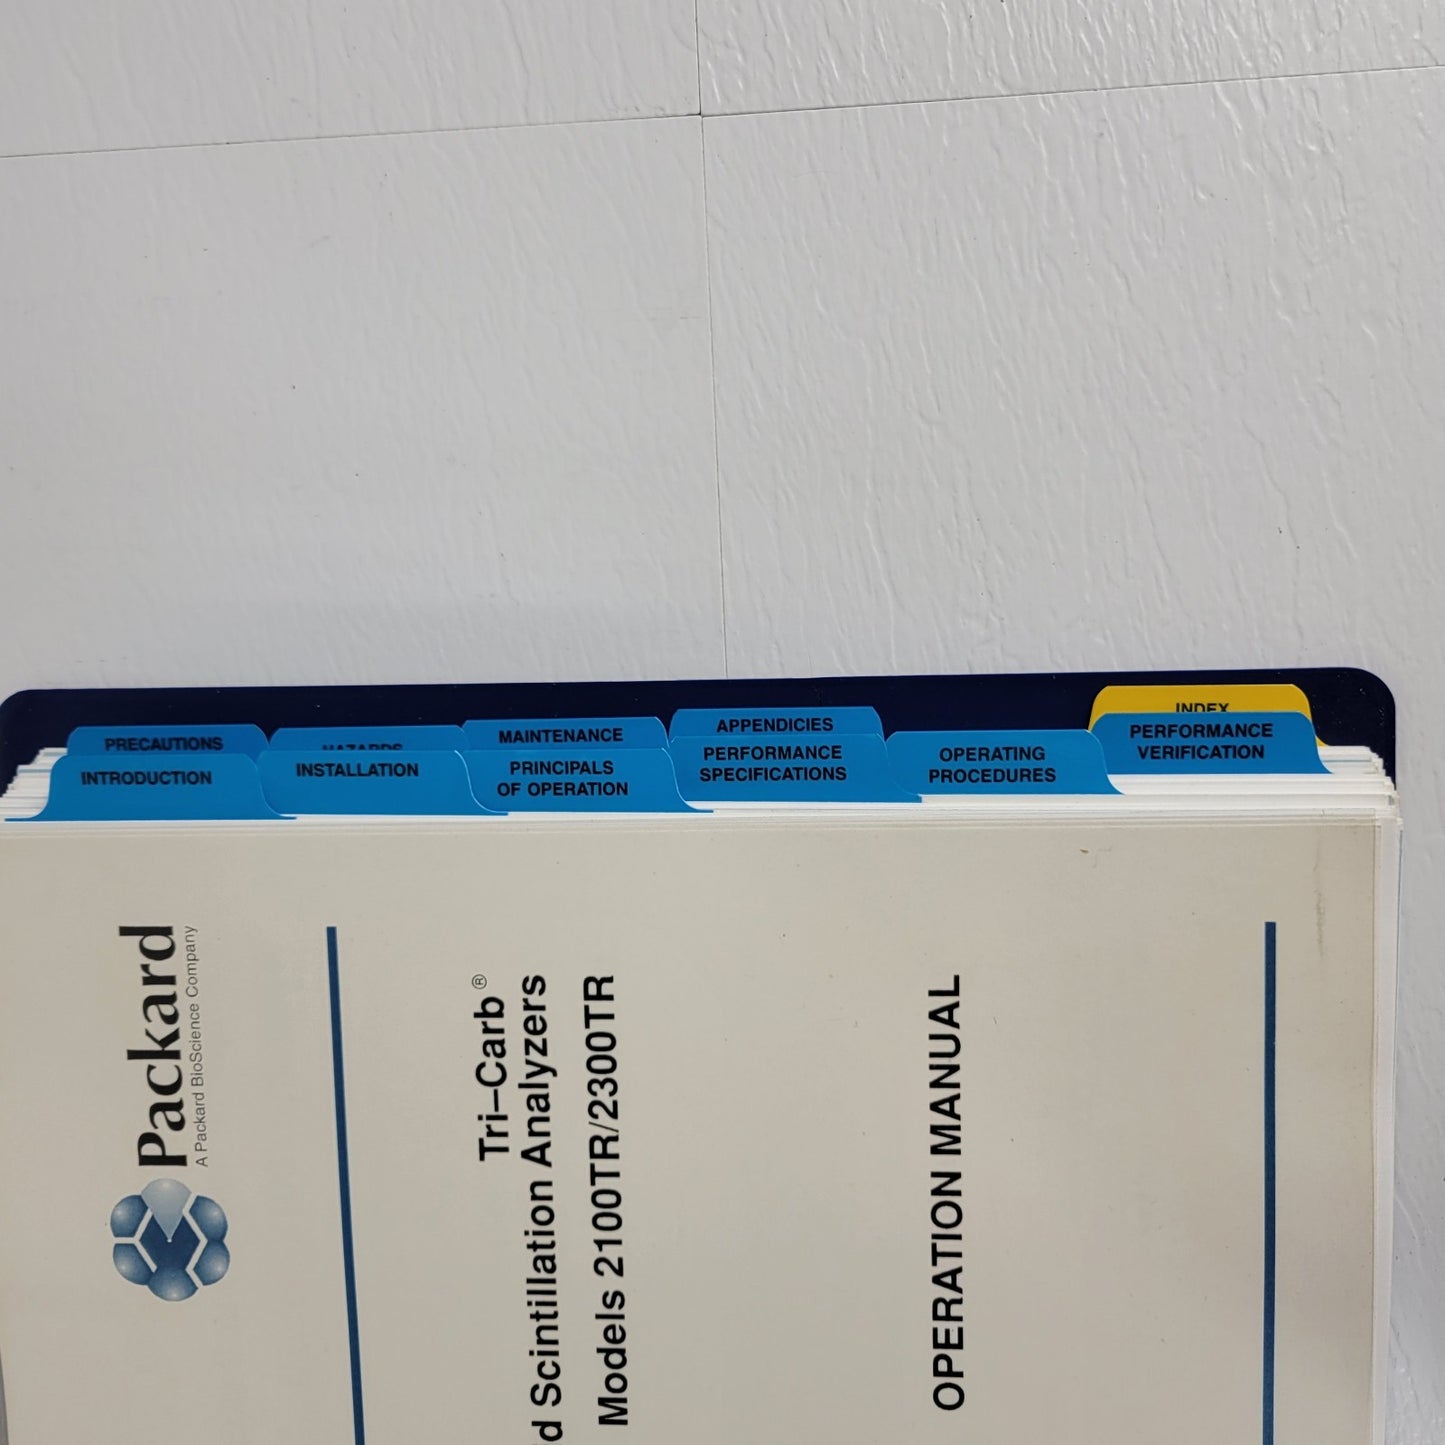 PRECAUTIONS
HAZARDS
MAINTENANCE
APPENDICIES
INDEX
INTRODUCTION
INSTALLATION
PRINCIPALS
OF OPERATION
PERFORMANCE
SPECIFICATIONS
OPERATING
PROCEDURES
PERFORMANCE
VERIFICATION
Packard
A Packard BioScience Company
Tri–Carb®
Scintillation Analyzers
Models 2100TR/2300TR
OPERATION MANUAL